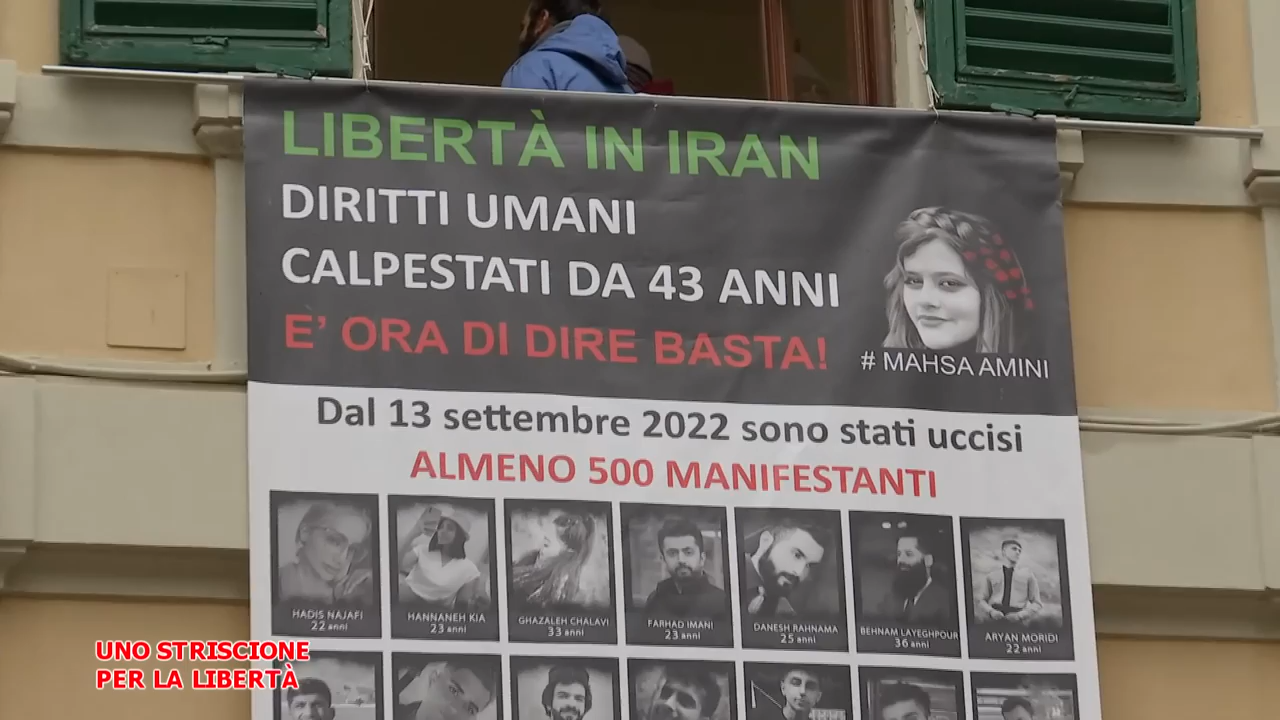 LIBERTÀ IN IRAN
DIRITTI UMANI
CALPESTATI DA 43 ANNI
E' ORA DI DIRE BASTA!
# MAHSA AMINI
Dal 13 settembre 2022 sono stati uccisi
ALMENO 500 MANIFESTANTI
HADIS NAJAFI
22 anni
HANNANEH KIA
23 anni
GHAZALEH CHALAVI
33 anni
FARHAD IMANI
23 anni
DANESH RAHNAMA
25 anni
BEHNAM LAYEGHPOUR
36 anni
ARYAN MORIDI
22 anni
UNO STRISCIONE
PER LA LIBERTÀ